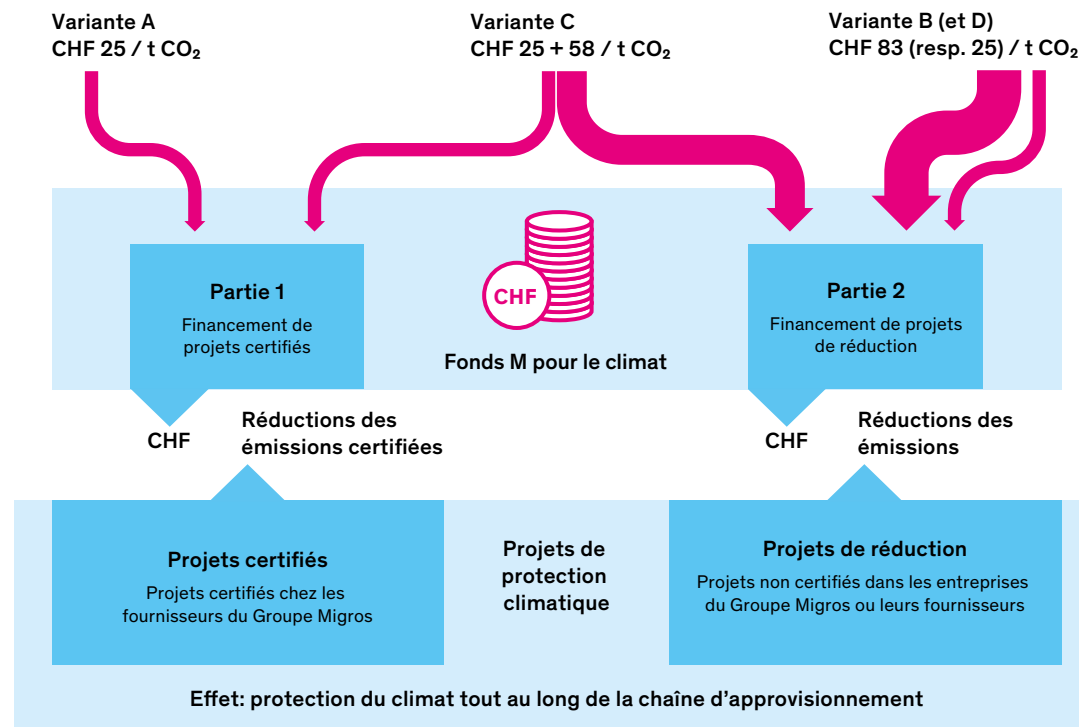 Variante A
CHF 25 / t CO₂
Variante C
CHF 25 + 58 / t CO₂
Variante B (et D)
CHF 83 (resp. 25) / t CO₂
Partie 1
Financement de
projets certifiés
CHF
Fonds M pour le climat
Partie 2
Financement de projets
de réduction
CHF
Réductions des
émissions certifiées
CHF
Réductions des
émissions
Projets certifiés
Projets certifiés chez les
fournisseurs du Groupe Migros
Projets de
protection
climatique
Projets de réduction
Projets non certifiés dans les entreprises
du Groupe Migros ou leurs fournisseurs
Effet: protection du climat tout au long de la chaîne d’approvisionnement